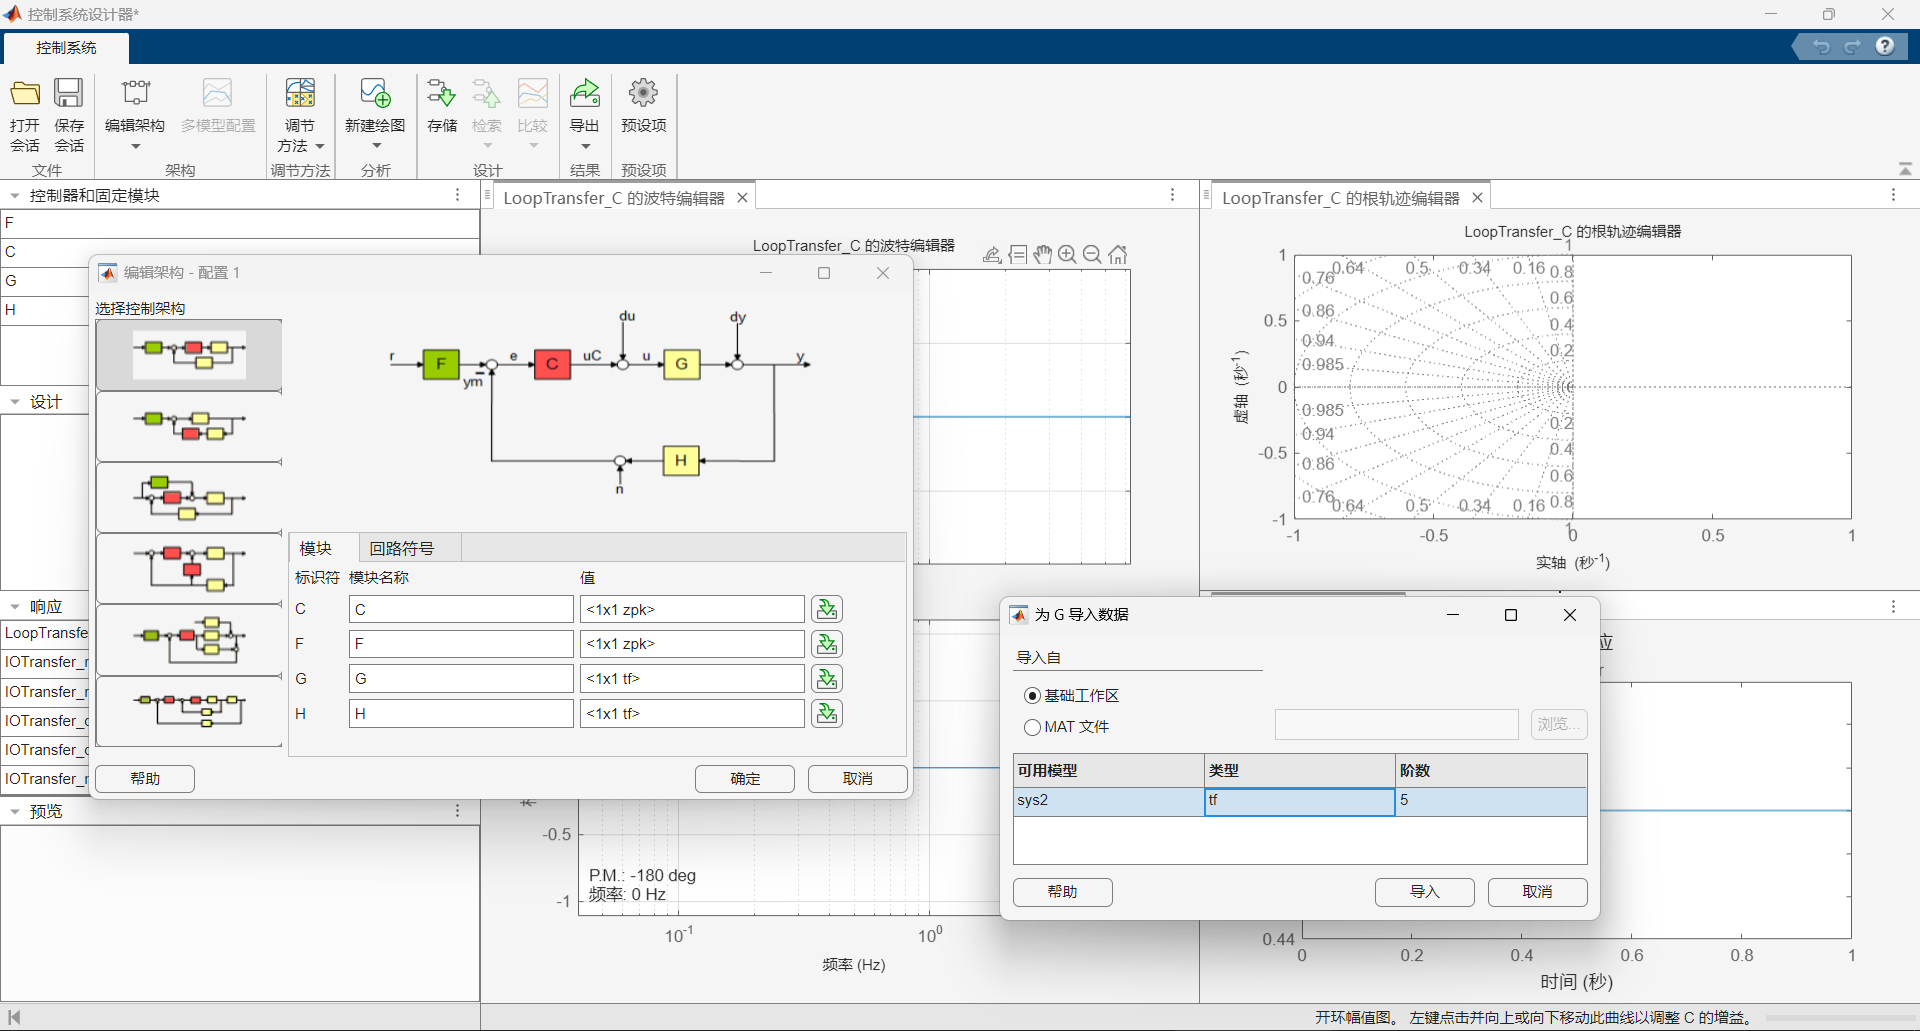 控制系统设计器*
控制系统
打开会话
保存会话
编辑架构
多模型配置
调节方法
新建绘图
存储
检索
比较
导出
预设项
文件
架构
调节方法
分析
设计
结果
预设项
控制器和固定模块
F
C
G
H
设计
响应
LoopTransfe
IOTransfer_r
IOTransfer_r
IOTransfer_c
IOTransfer_c
IOTransfer_r
预览
LoopTransfer_C 的波特编辑器
LoopTransfer_C 的波特编辑器
-0.5
-1
P.M.: -180 deg
频率: 0 Hz
10-1
100
频率 (Hz)
LoopTransfer_C 的根轨迹编辑器
LoopTransfer_C 的根轨迹编辑器
1
0.5
0
-0.5
-1
虚轴 (秒-1)
0.76
0.64
0.5
0.34
0.16
0.8
0.86
0.6
0.94
0.4
0.985
0.2
0.985
0.2
0.94
0.4
0.86
0.6
0.76
0.64
0.5
0.34
0.16
0.8
1
1
-1
-0.5
0
0.5
1
实轴 (秒-1)
应
r
0.44
0
0.2
0.4
0.6
0.8
1
时间 (秒)
编辑架构 - 配置 1
选择控制架构
r
F
ym
e
C
uC
du
u
G
dy
y
H
n
模块
回路符号
标识符 模块名称 值
C C <1x1 zpk>
F F <1x1 zpk>
G G <1x1 tf>
H H <1x1 tf>
帮助
确定
取消
为 G 导入数据
导入自
基础工作区
MAT 文件
浏览...
可用模型 类型 阶数
sys2 tf 5
帮助
导入
取消
开环幅值图。 左键点击并向上或向下移动此曲线以调整 C 的增益。